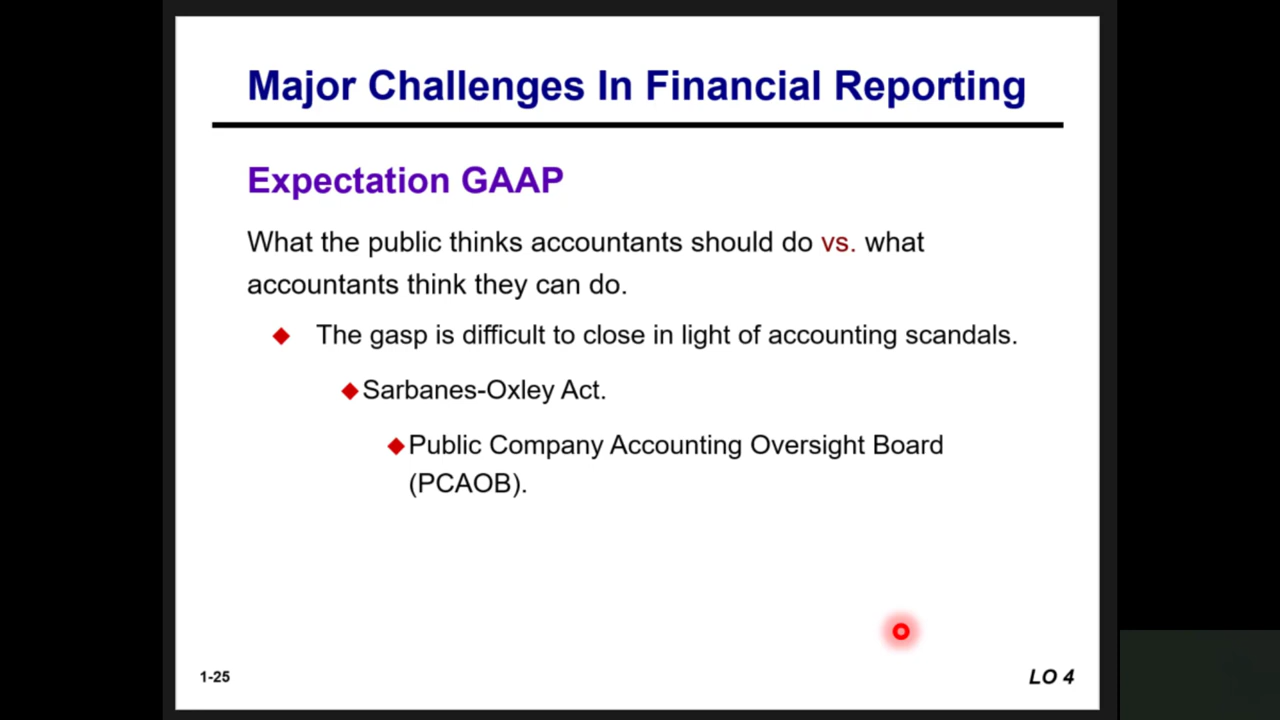 Major Challenges In Financial Reporting
Expectation GAAP
What the public thinks accountants should do vs. what
accountants think they can do.
The gasp is difficult to close in light of accounting scandals.
Sarbanes-Oxley Act.
Public Company Accounting Oversight Board
(PCAOB).
1-25
LO 4